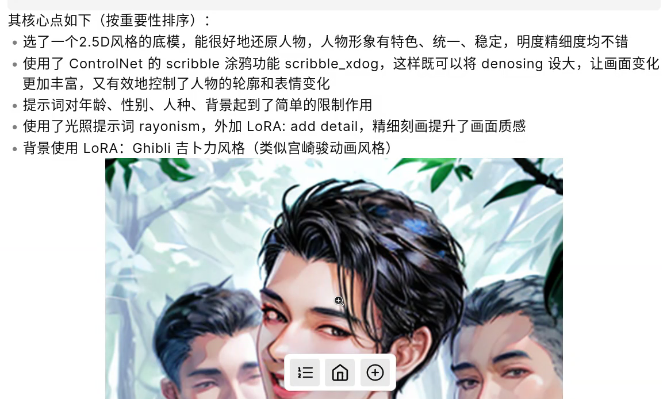 其核心点如下（按重要性排序）：
• 选了一个2.5D风格的底模，能很好地还原人物，人物形象有特色、统一、稳定，明度精细度均不错
• 使用了 ControlNet 的 scribble 涂鸦功能 scribble_xdog，这样既可以将 denosing 设大，让画面变化
更加丰富，又有效地控制了人物的轮廓和表情变化
• 提示词对年龄、性别、人种、背景起到了简单的限制作用
• 使用了光照提示词 rayonism，外加 LoRA: add detail，精细刻画提升了画面质感
• 背景使用 LoRA：Ghibli 吉卜力风格（类似宫崎骏动画风格）